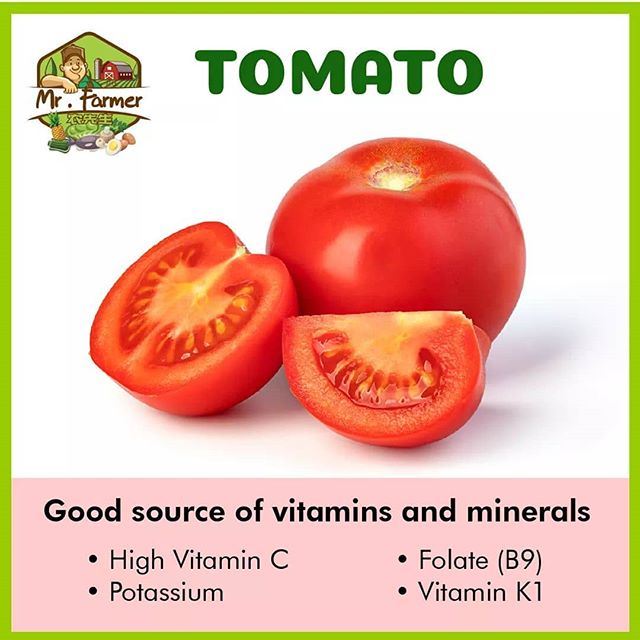 TOMATO
Mr. Farmer
农先生
Good source of vitamins and minerals
• High Vitamin C
• Potassium
• Folate (B9)
• Vitamin K1